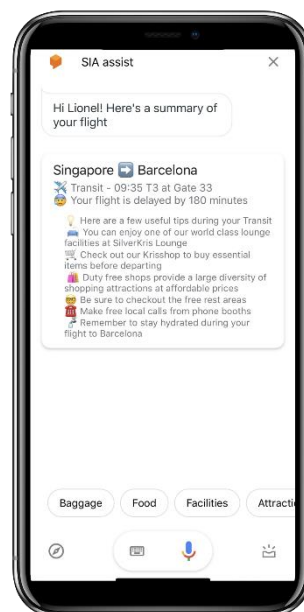 SIA assist
Hi Lionel! Here's a summary of
your flight
Singapore ➡️ Barcelona
✈️ Transit - 09:35 T3 at Gate 33
😰 Your flight is delayed by 180 minutes
💡 Here are a few useful tips during your Transit
🛋️ You can enjoy one of our world class lounge
facilities at SilverKris Lounge
🛒 Check out our Krisshop to buy essential
items before departing
🛍️ Duty free shops provide a large diversity of
shopping attractions at affordable prices
🤓 Be sure to checkout the free rest areas
☎️ Make free local calls from phone booths
🚰 Remember to stay hydrated during your
flight to Barcelona
Baggage Food Facilities Attracti